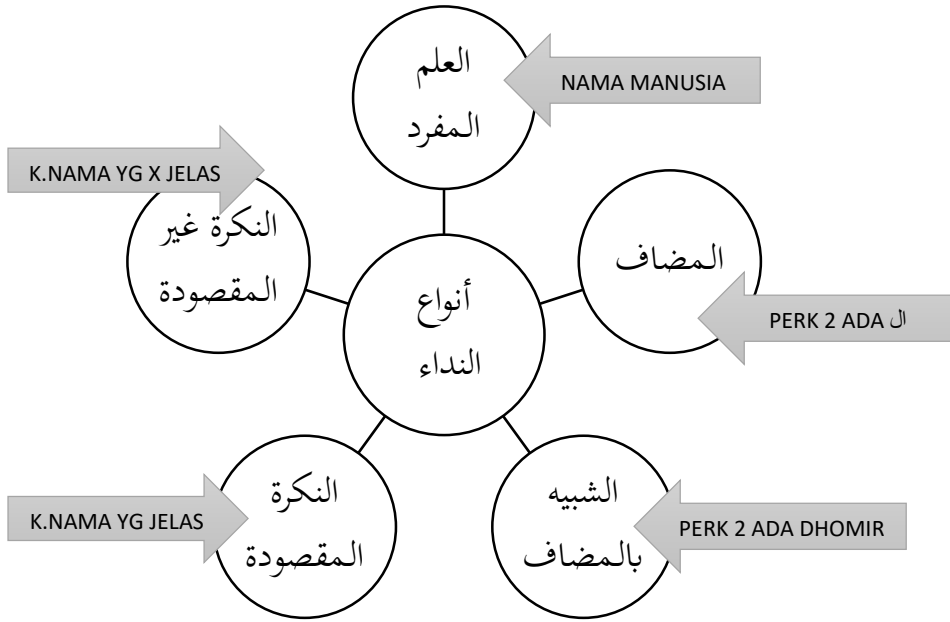 العلم
المفرد
NAMA MANUSIA
K.NAMA YG X JELAS
النكرة غير
المقصودة
المضاف
PERK 2 ADA ال
أنواع
النداء
K.NAMA YG JELAS
النكرة
المقصودة
الشبيه
بالمضاف
PERK 2 ADA DHOMIR